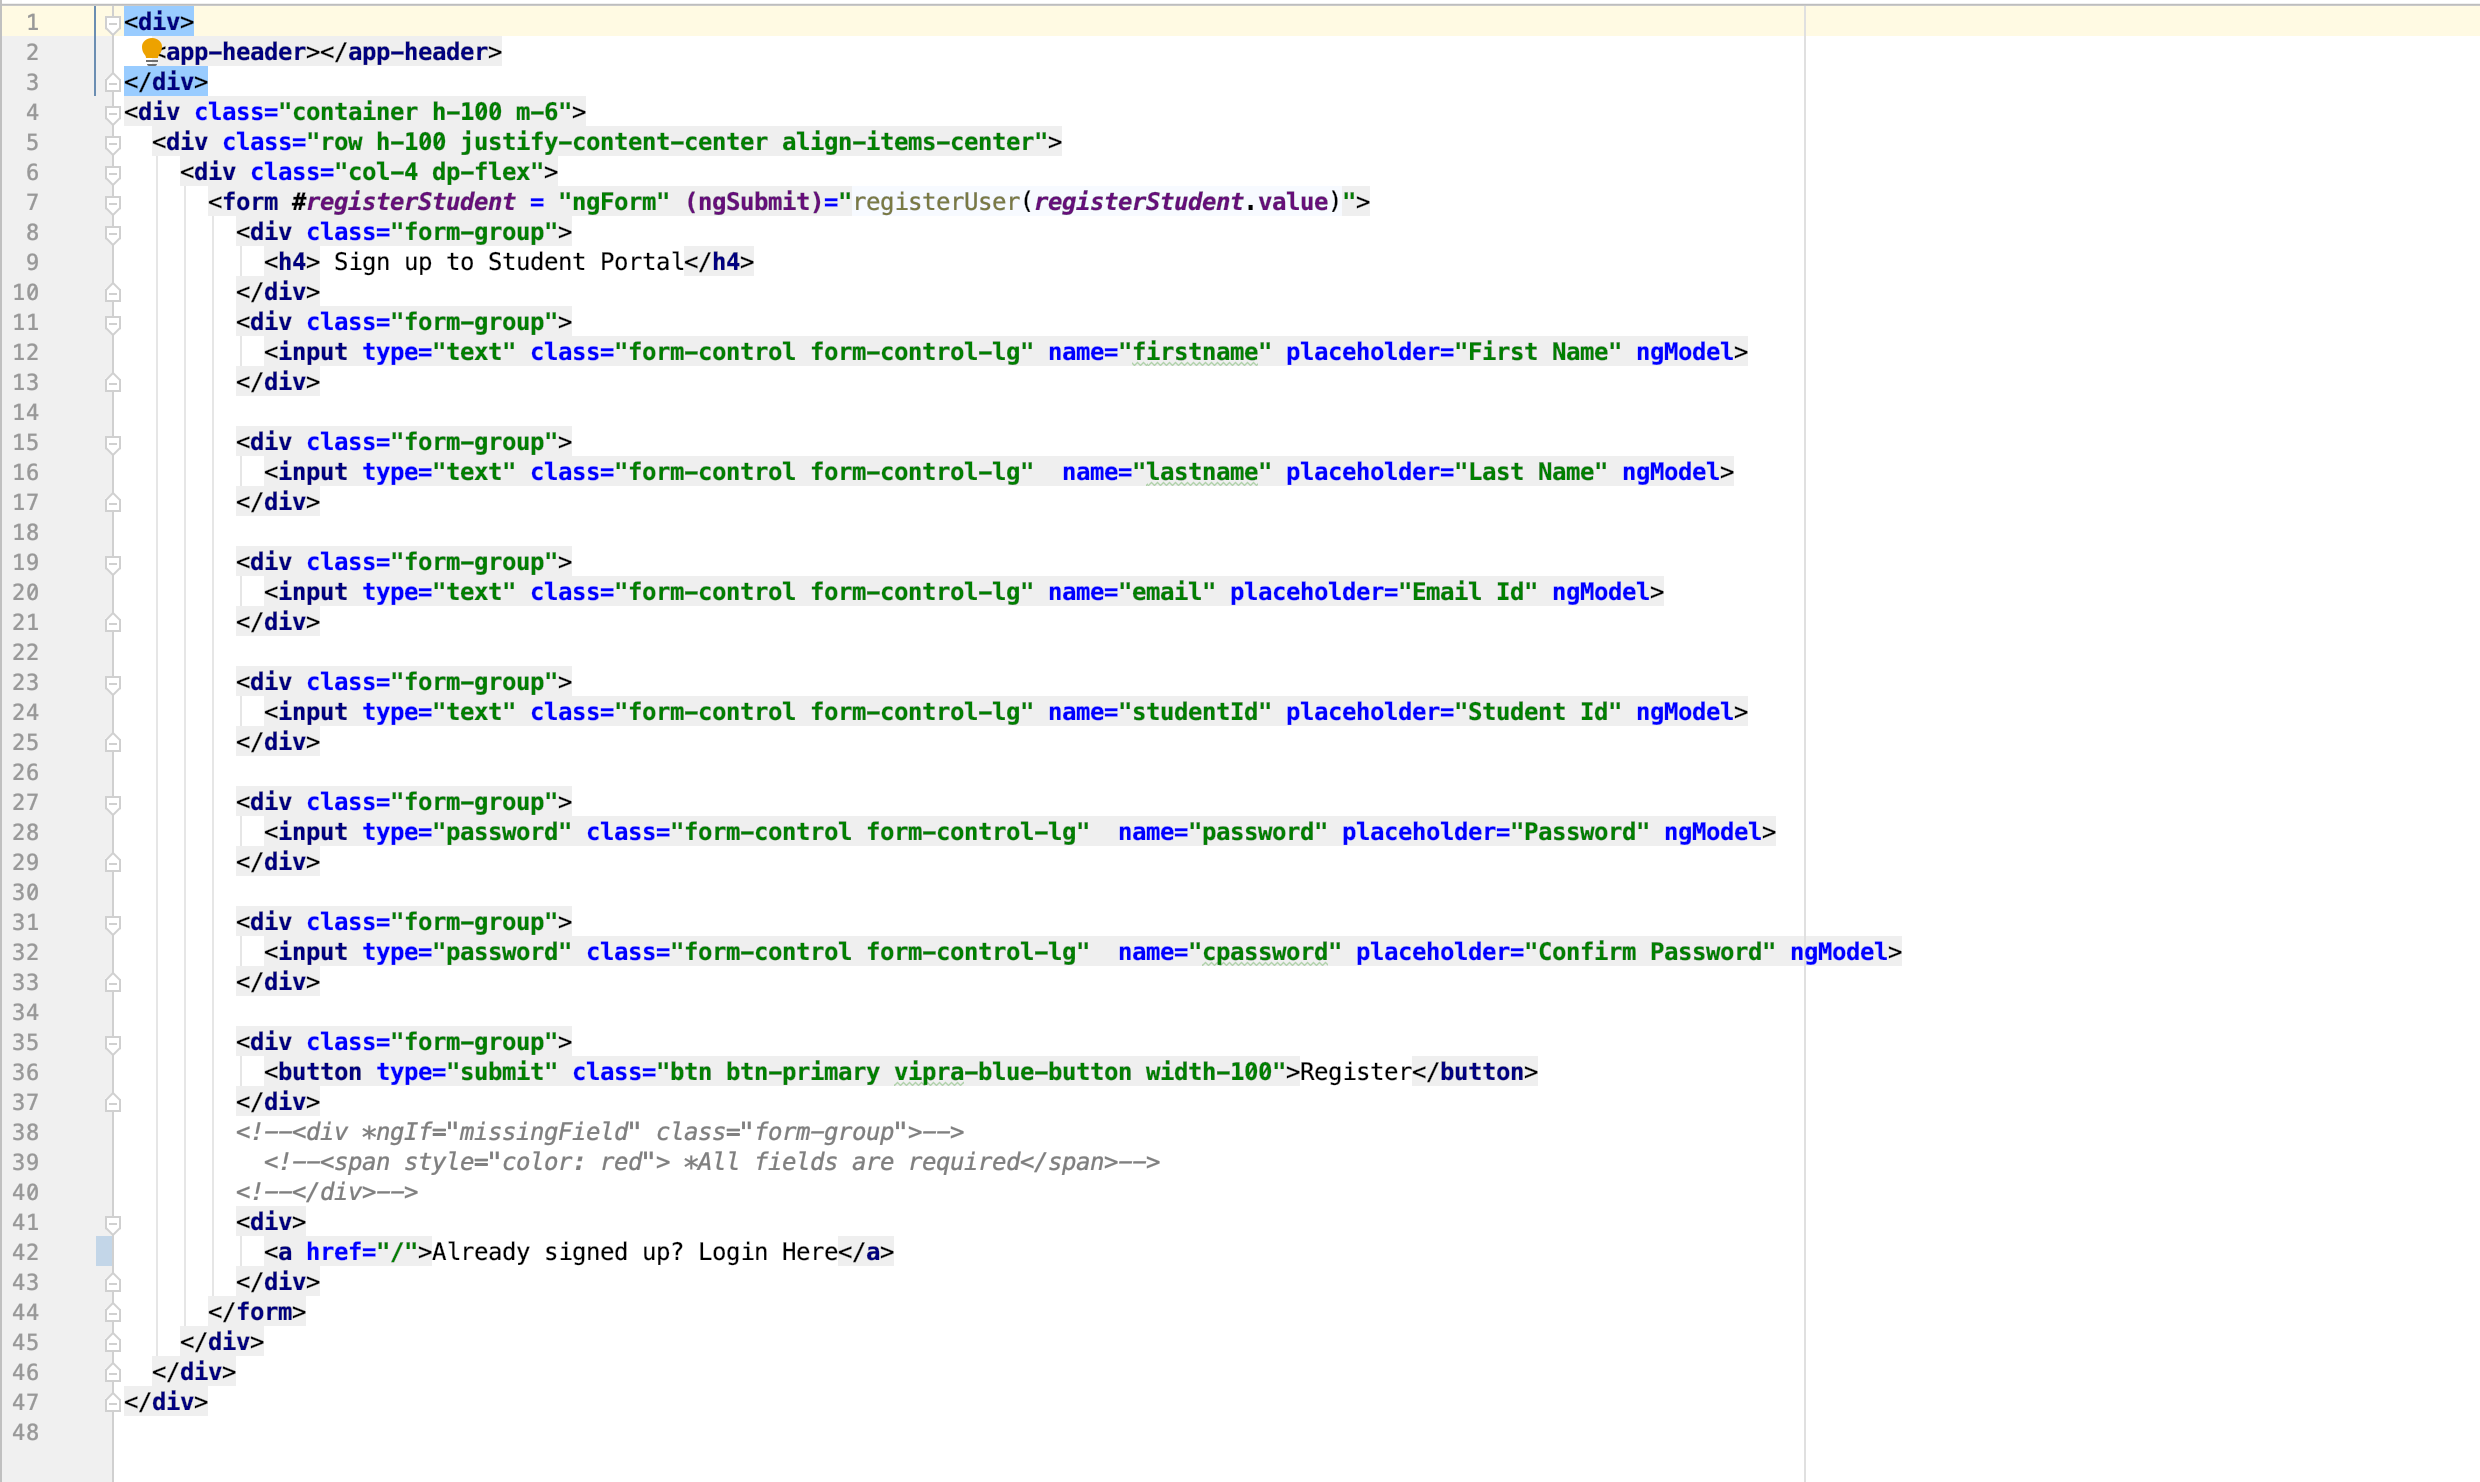 1 <div>
2 <app-header></app-header>
3 </div>
4 <div class="container h-100 m-6">
5 <div class="row h-100 justify-content-center align-items-center">
6 <div class="col-4 dp-flex">
7 <form #registerStudent = "ngForm" (ngSubmit)="registerUser(registerStudent.value)">
8 <div class="form-group">
9 <h4> Sign up to Student Portal</h4>
10 </div>
11 <div class="form-group">
12 <input type="text" class="form-control form-control-lg" name="firstname" placeholder="First Name" ngModel>
13 </div>
14
15 <div class="form-group">
16 <input type="text" class="form-control form-control-lg"  name="lastname" placeholder="Last Name" ngModel>
17 </div>
18
19 <div class="form-group">
20 <input type="text" class="form-control form-control-lg" name="email" placeholder="Email Id" ngModel>
21 </div>
22
23 <div class="form-group">
24 <input type="text" class="form-control form-control-lg" name="studentId" placeholder="Student Id" ngModel>
25 </div>
26
27 <div class="form-group">
28 <input type="password" class="form-control form-control-lg"  name="password" placeholder="Password" ngModel>
29 </div>
30
31 <div class="form-group">
32 <input type="password" class="form-control form-control-lg"  name="cpassword" placeholder="Confirm Password" ngModel>
33 </div>
34
35 <div class="form-group">
36 <button type="submit" class="btn btn-primary vipra-blue-button width-100">Register</button>
37 </div>
38 <!--<div *ngIf="missingField" class="form-group">-->
39 <!--<span style="color: red"> *All fields are required</span>-->
40 <!--</div>-->
41 <div>
42 <a href="/">Already signed up? Login Here</a>
43 </div>
44 </form>
45 </div>
46 </div>
47 </div>
48